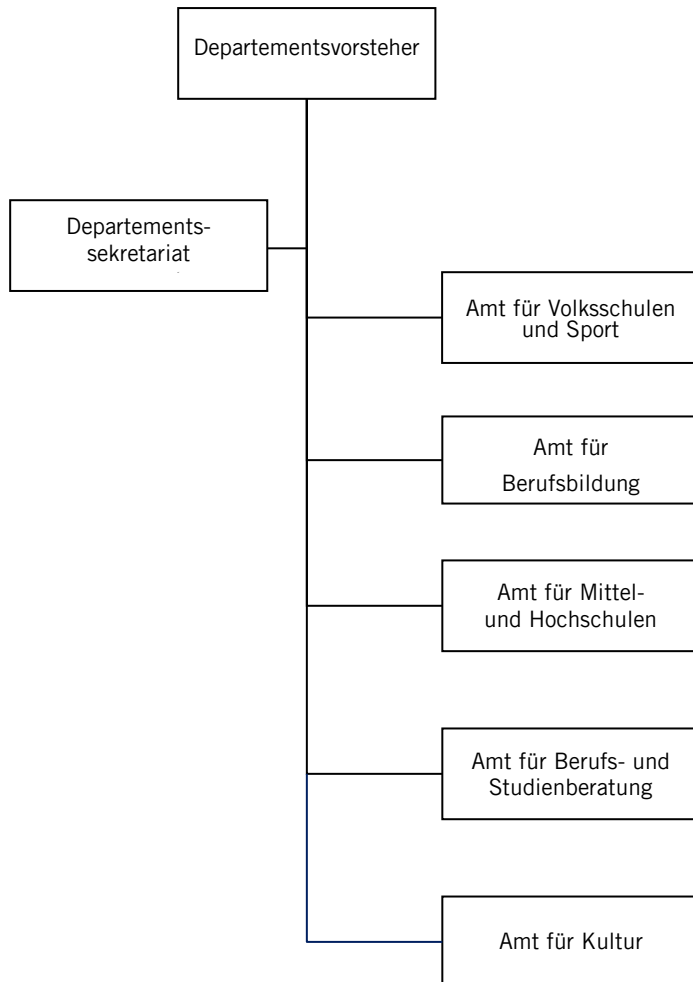 Departementsvorsteher
Departements-
sekretariat
Amt für Volksschulen
und Sport
Amt für
Berufsbildung
Amt für Mittel-
und Hochschulen
Amt für Berufs- und
Studienberatung
Amt für Kultur